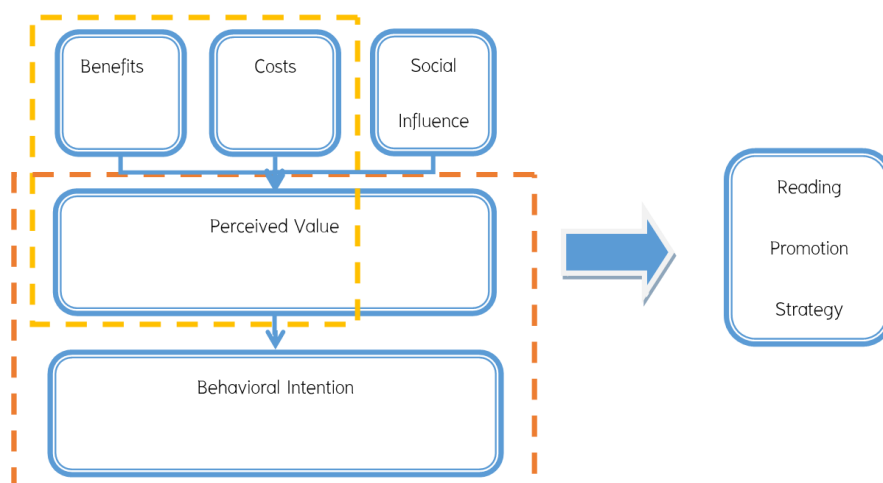 Benefits
Costs
Social
Influence
Perceived Value
Behavioral Intention
Reading
Promotion
Strategy